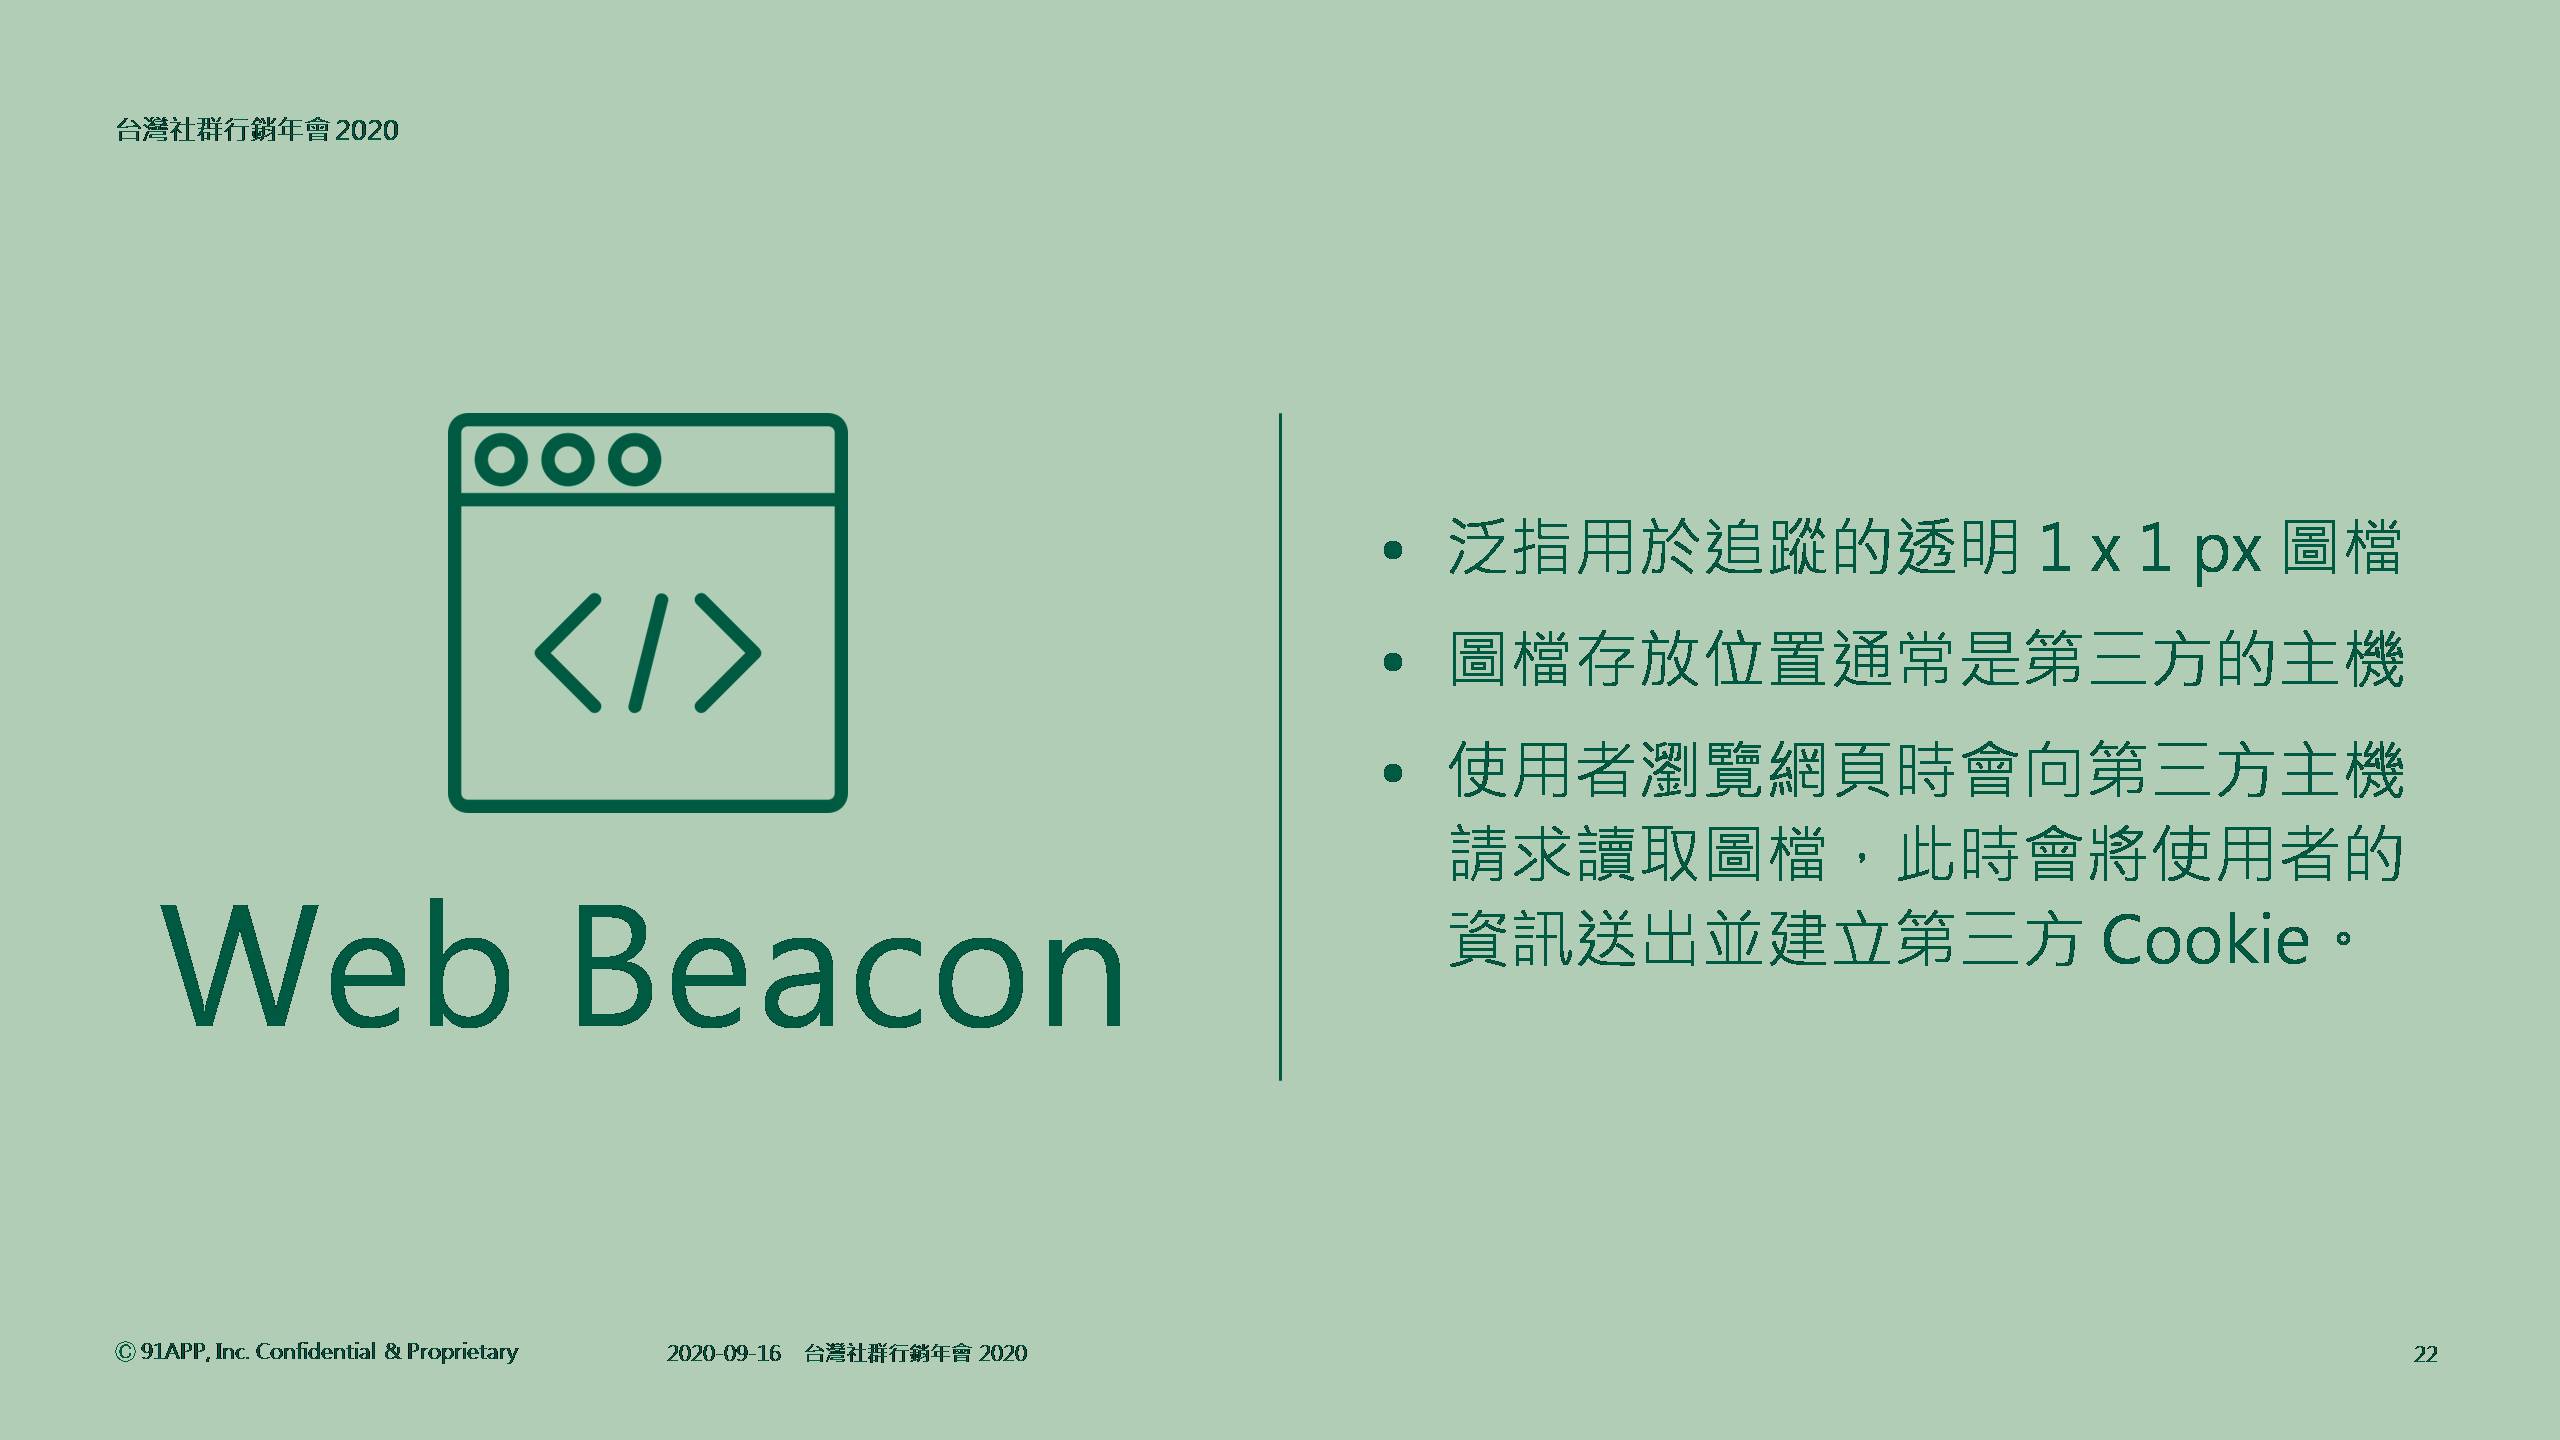 台灣社群行銷年會 2020
</>
Web Beacon
• 泛指用於追蹤的透明 1 x 1 px 圖檔
• 圖檔存放位置通常是第三方的主機
• 使用者瀏覽網頁時會向第三方主機
請求讀取圖檔，此時會將使用者的
資訊送出並建立第三方 Cookie。
© 91APP, Inc. Confidential & Proprietary
2020-09-16 台灣社群行銷年會 2020
22